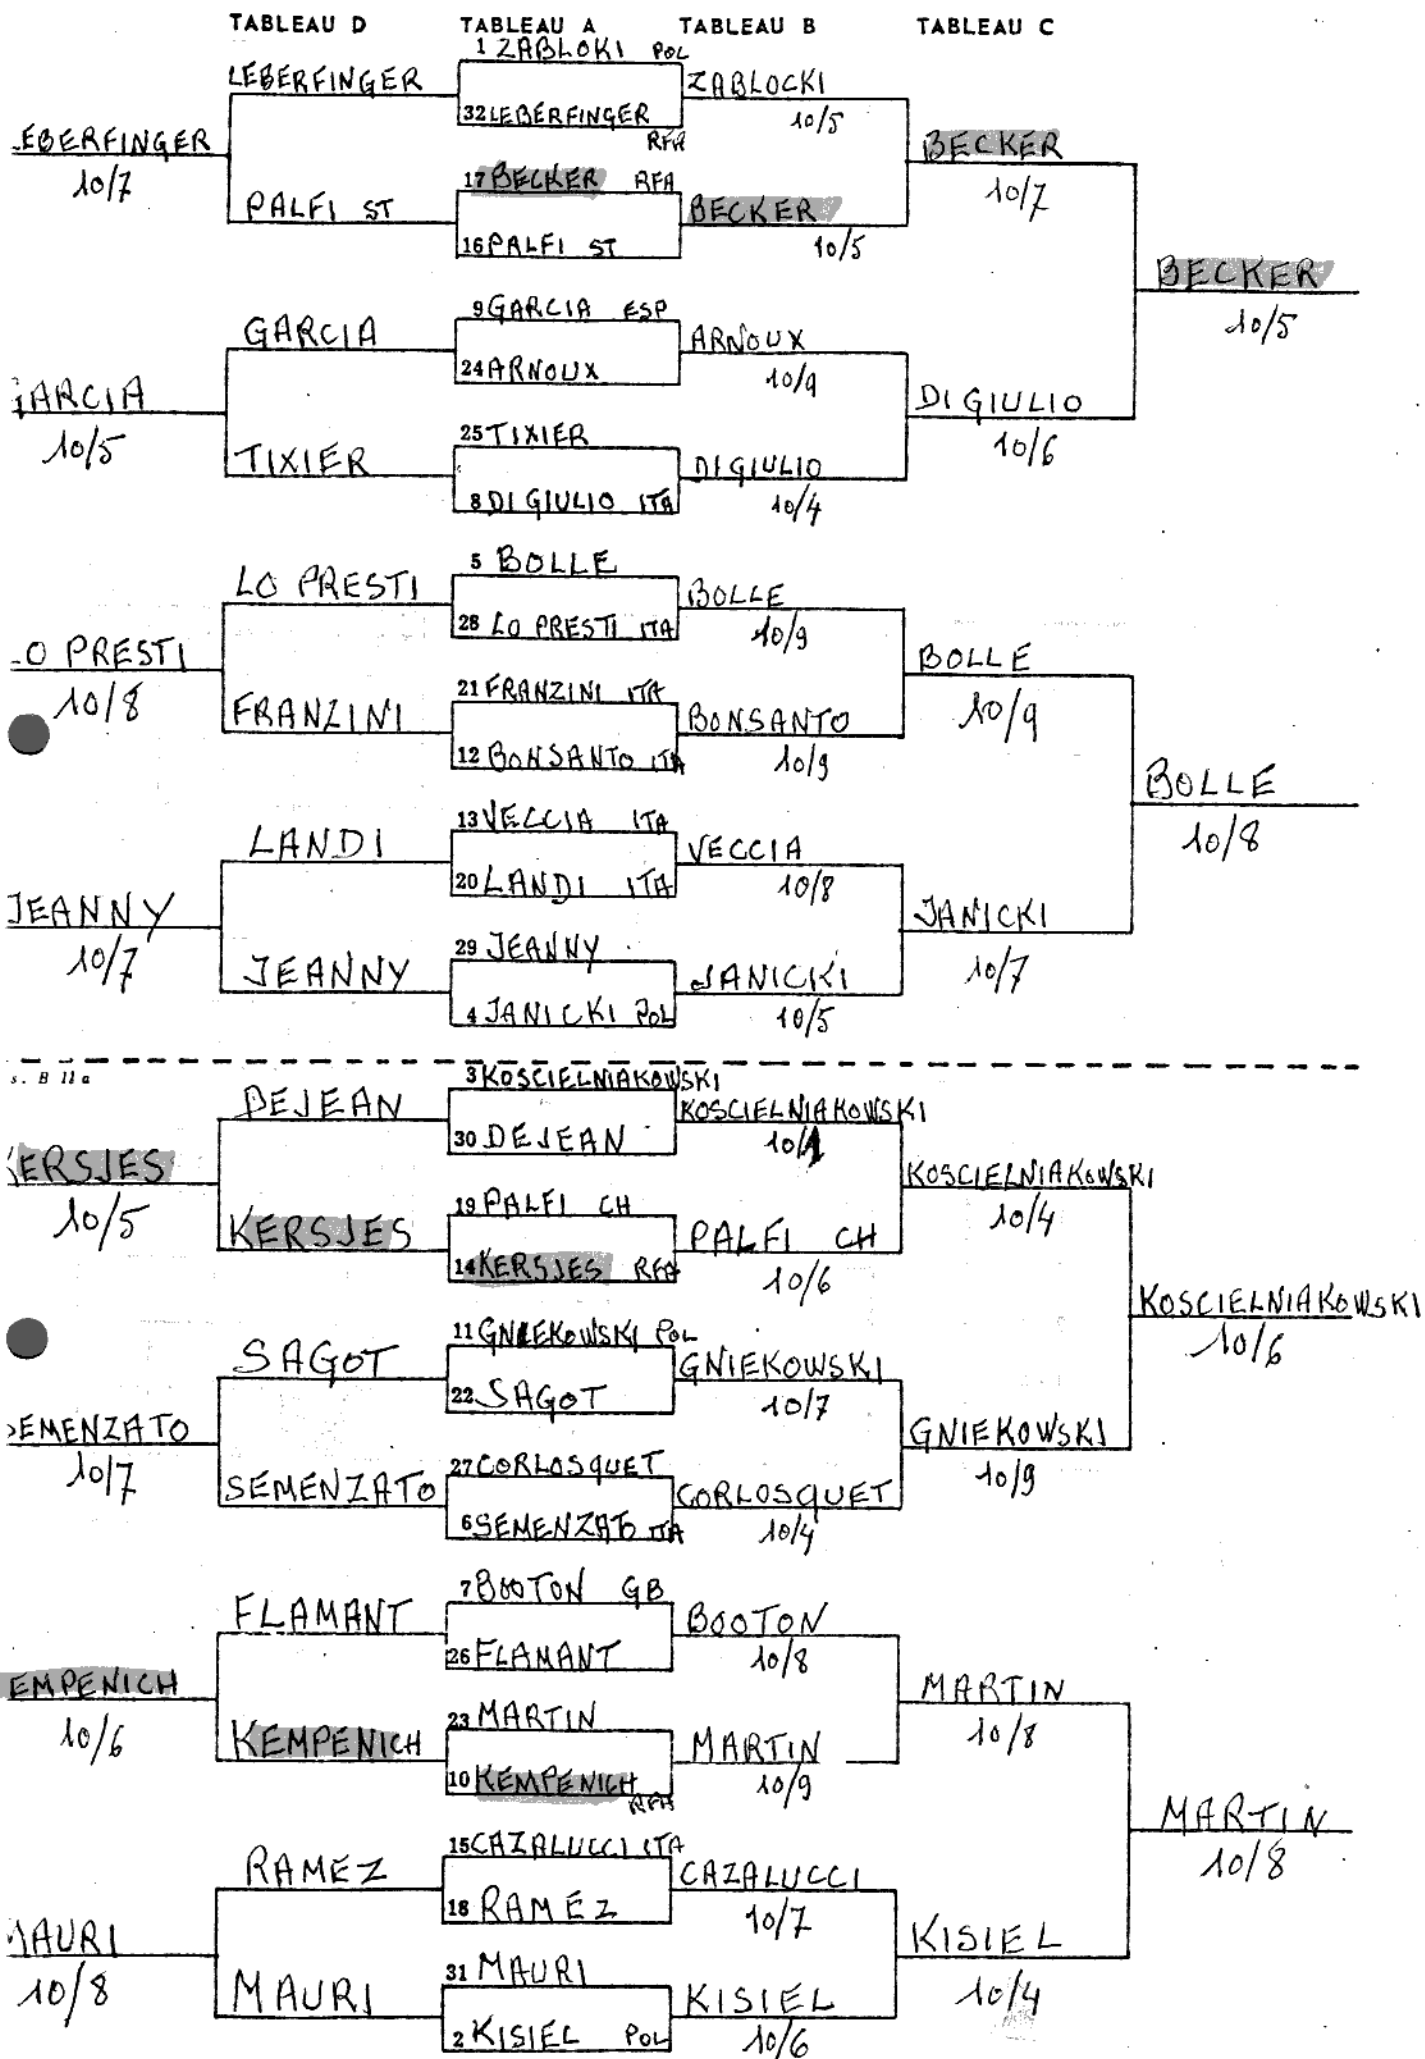 TABLEAU D TABLEAU A TABLEAU B TABLEAU C
1 ZABLOKI POL
LEBERFINGER ZABLOCKI
32 LEBERFINGER 10/5
RFA
EBERFINGER BECKER
10/7 10/7
17 BECKER RFA
PALFI ST BECKER
16 PALFI ST 10/5
BECKER
10/5
9 GARCIA ESP
GARCIA ARNOUX
24 ARNOUX 10/9
GARCIA DI GIULIO
10/5 10/6
25 TIXIER
TIXIER DI GIULIO
8 DI GIULIO ITA 10/4
5 BOLLE
LO PRESTI BOLLE
28 LO PRESTI ITA 10/9
LO PRESTI BOLLE
10/8 10/9
21 FRANZINI ITA
FRANZINI BONSANTO
12 BONSANTO ITA 10/9
BOLLE
10/8
13 VECCIA ITA
LANDI VECCIA
20 LANDI ITA 10/8
JEANNY JANICKI
10/7 10/7
29 JEANNY
JEANNY JANICKI
4 JANICKI POL 10/5
s. B 11 a
3 KOSCIELNIAKOWSKI
DEJEAN KOSCIELNIAKOWSKI
30 DEJEAN 10/1
KERSJES KOSCIELNIAKOWSKI
10/5 10/4
19 PALFI CH
KERSJES PALFI CH
14 KERSJES RFA 10/6
KOSCIELNIAKOWSKI
10/6
11 GNIEKOWSKI POL
SAGOT GNIEKOWSKI
22 SAGOT 10/7
SEMENZATO GNIEKOWSKI
10/7 10/9
27 CORLOSQUET
SEMENZATO CORLOSQUET
6 SEMENZATO ITA 10/4
7 BOOTON GB
FLAMANT BOOTON
26 FLAMANT 10/8
EMPENICH MARTIN
10/6 10/8
23 MARTIN
KEMPENICH MARTIN
10 KEMPENICH 10/9
RFA
MARTIN
10/8
15 CAZALUCCI ITA
RAMEZ CAZALUCCI
18 RAMEZ 10/7
MAURI KISIEL
10/8 10/4
31 MAURI
MAURI KISIEL
2 KISIEL POL 10/6